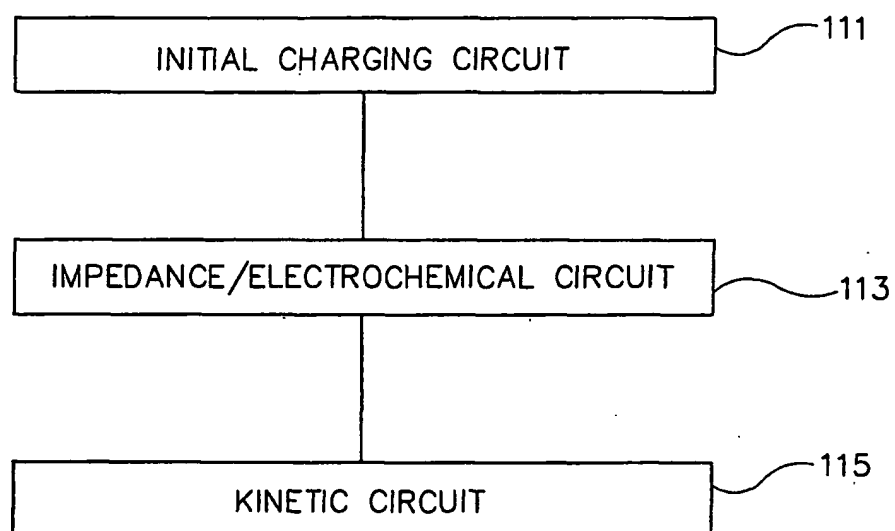 INITIAL CHARGING CIRCUIT
111
IMPEDANCE/ELECTROCHEMICAL CIRCUIT
113
KINETIC CIRCUIT
115